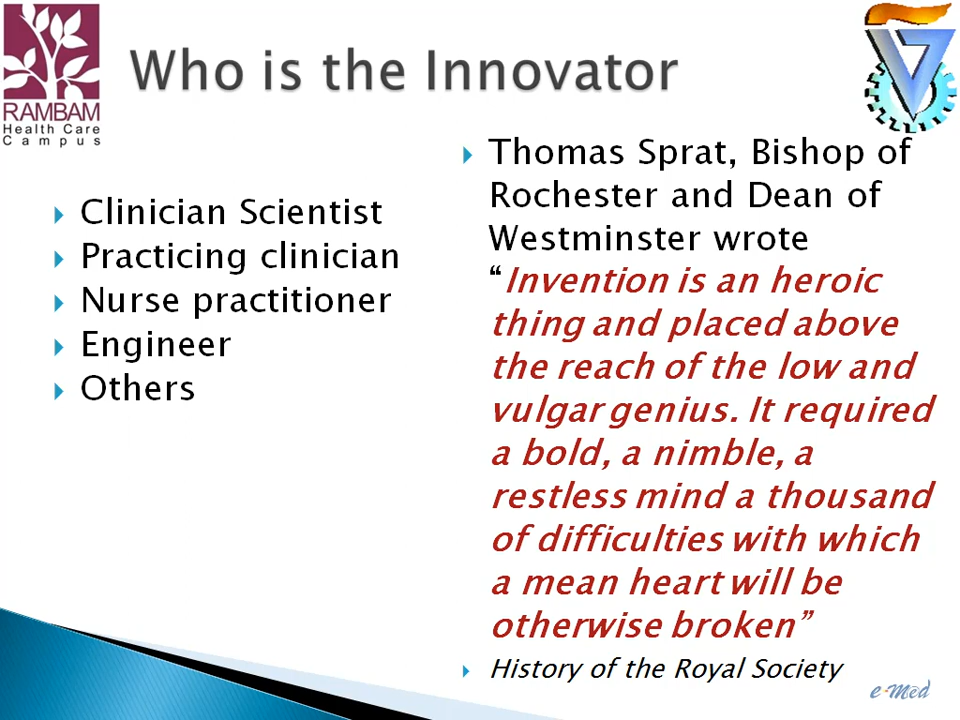 RAMBAM
Health Care
Campus
Who is the Innovator
Clinician Scientist
Practicing clinician
Nurse practitioner
Engineer
Others
Thomas Sprat, Bishop of
Rochester and Dean of
Westminster wrote
“Invention is an heroic
thing and placed above
the reach of the low and
vulgar genius. It required
a bold, a nimble, a
restless mind a thousand
of difficulties with which
a mean heart will be
otherwise broken”
History of the Royal Society
e-Med